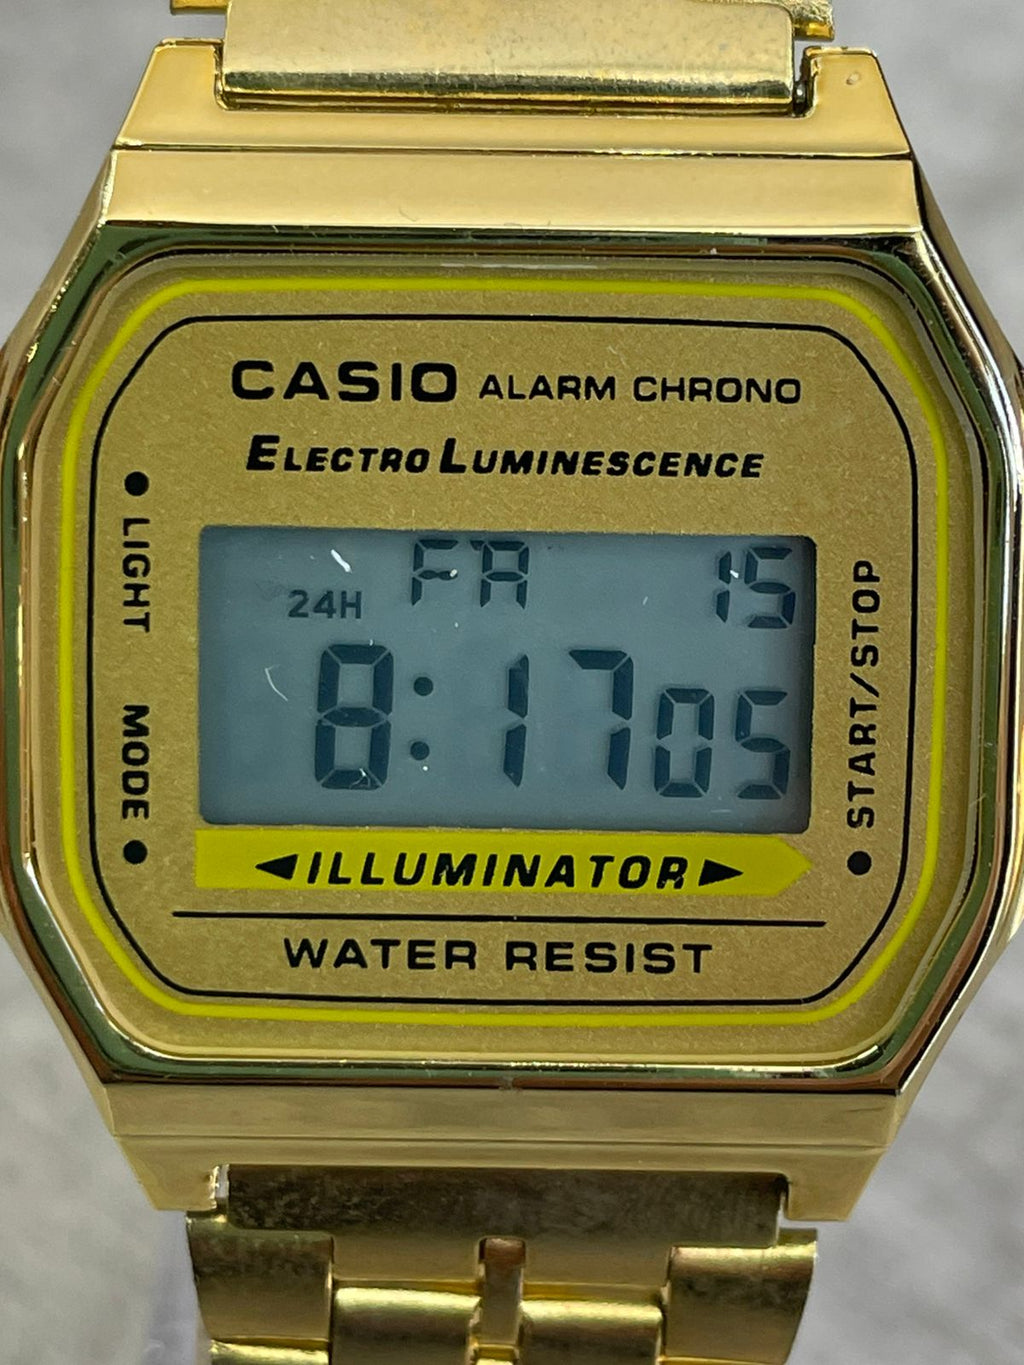 CASIO ALARM CHRONO
ELECTRO LUMINESCENCE
LIGHT
FR 15
24H
8:17 05
MODE
START/STOP
ILLUMINATOR
WATER RESIST